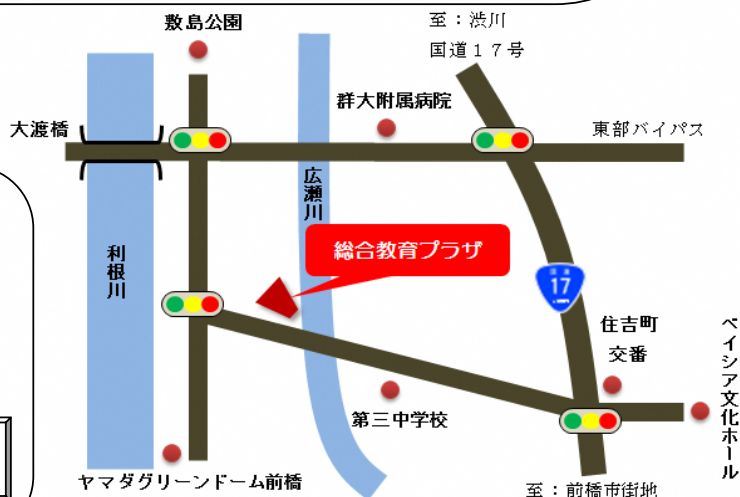 敷島公園
至：渋川
国道１７号
群大附属病院
大渡橋
東部バイパス
広瀬川
総合教育プラザ
利根川
国道
17
住吉町
交番
ベイシア文化ホール
第三中学校
ヤマダグリーンドーム前橋
至：前橋市街地